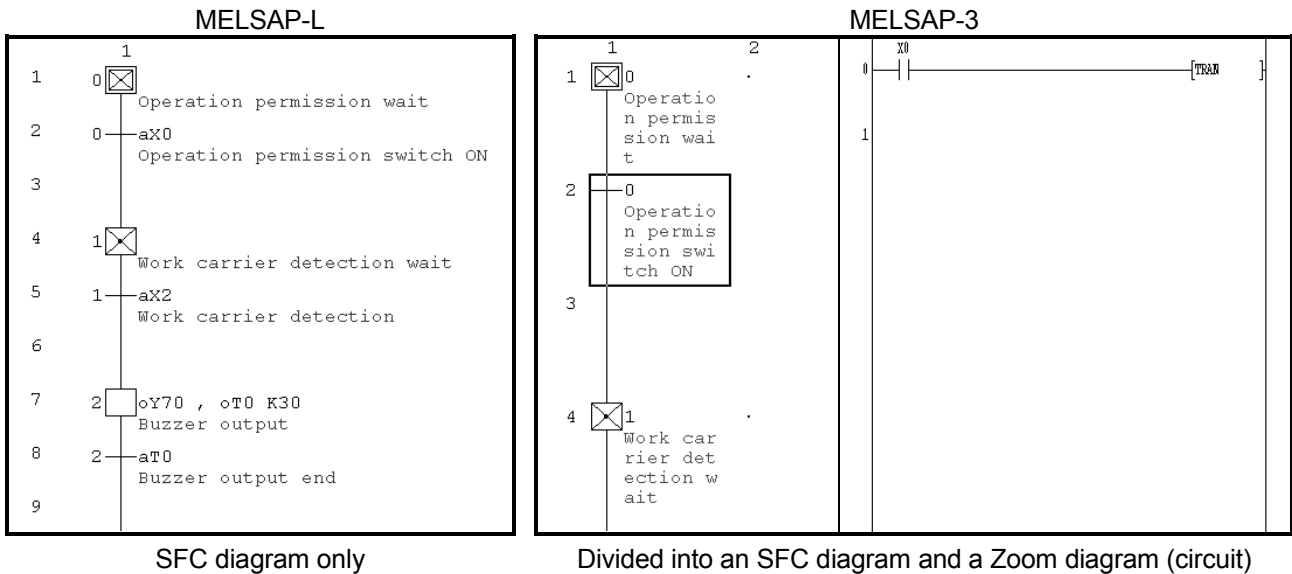 MELSAP-L
1
1 0
Operation permission wait
2 0 aX0
Operation permission switch ON
3
4 1
Work carrier detection wait
5 1 aX2
Work carrier detection
6
7 2 oY70 , oT0 K30
Buzzer output
8 2 aT0
Buzzer output end
9
SFC diagram only
MELSAP-3
1 2
1 0
Operatio
n permis
sion wai
t
2 0
Operatio
n permis
sion swi
tch ON
3
4 1
Work car
rier det
ection w
ait
X0
0 [TRAN ]
1
Divided into an SFC diagram and a Zoom diagram (circuit)